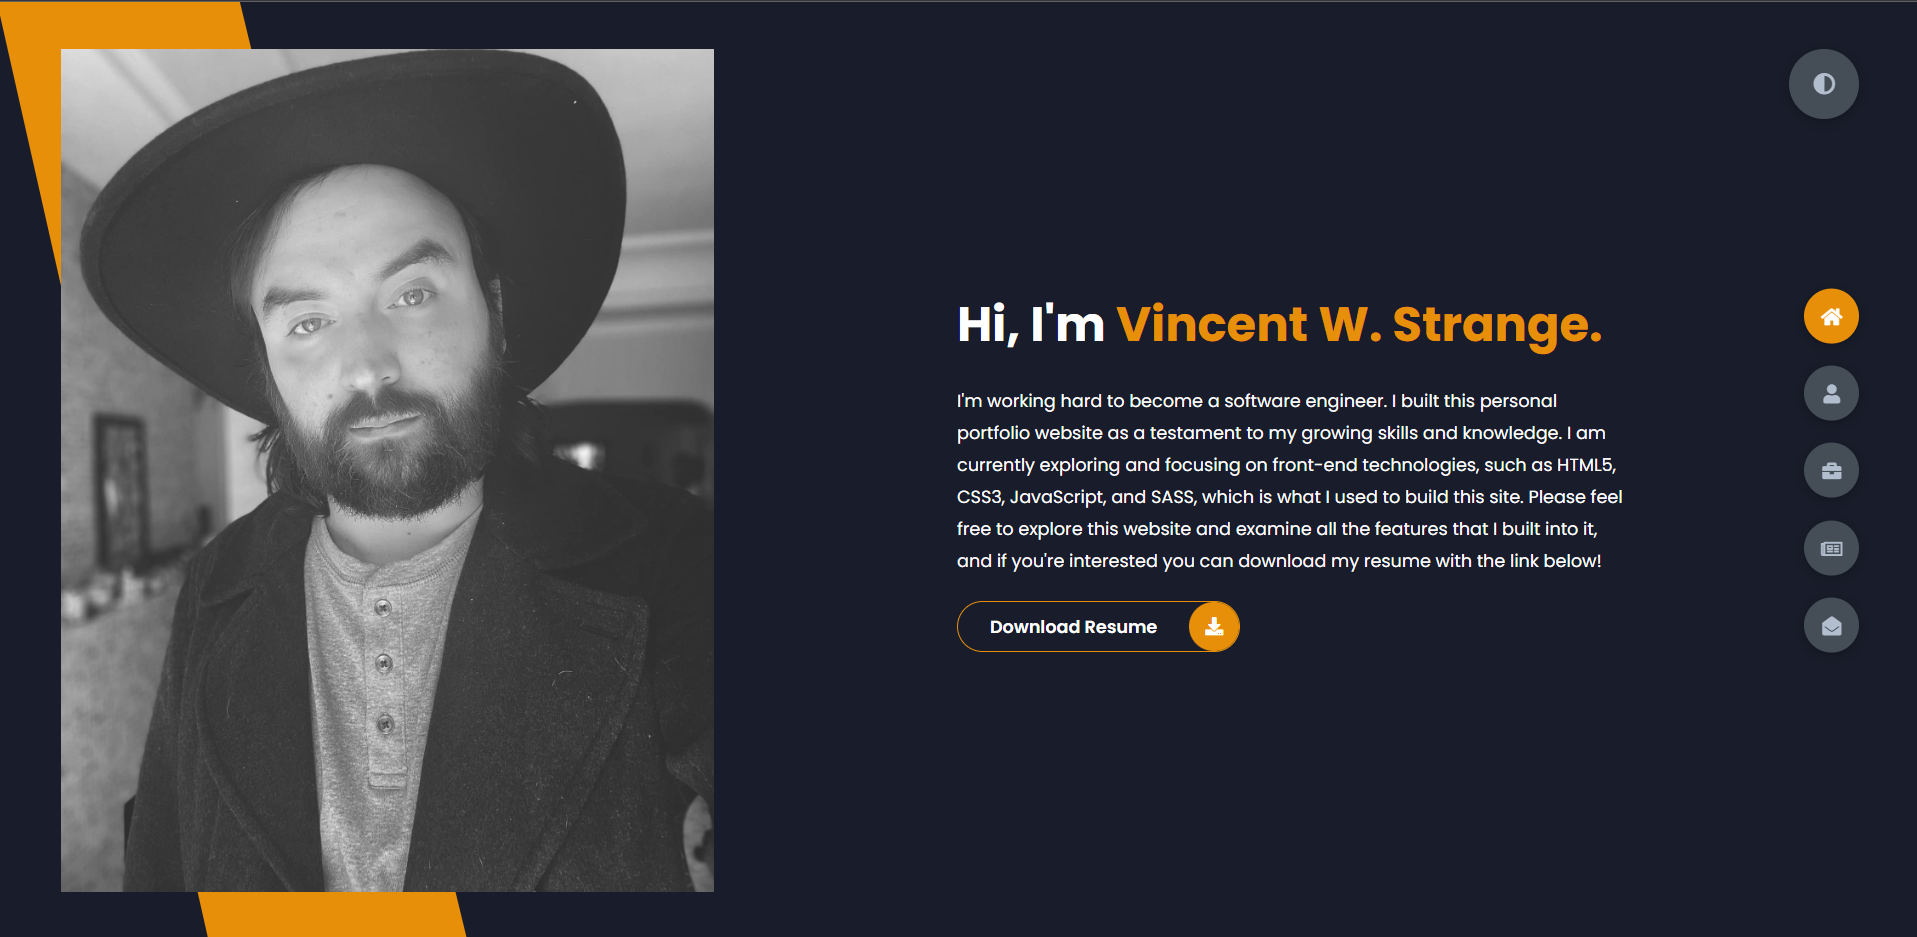 Hi, I'm Vincent W. Strange.
I'm working hard to become a software engineer. I built this personal
portfolio website as a testament to my growing skills and knowledge. I am
currently exploring and focusing on front-end technologies, such as HTML5,
CSS3, JavaScript, and SASS, which is what I used to build this site. Please feel
free to explore this website and examine all the features that I built into it,
and if you're interested you can download my resume with the link below!
Download Resume